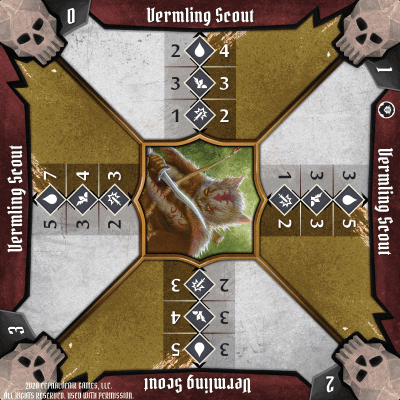 0
Vermling Scout
2 4
3 3
1 2
1
Vermling Scout
3 5
3 3
1 2
2
Vermling Scout
3 5
3 4
2 3
3
Vermling Scout
5 7
3 4
2 3
2020 CEPHALOFAIR GAMES, LLC.
ALL RIGHTS RESERVED. USED WITH PERMISSION.